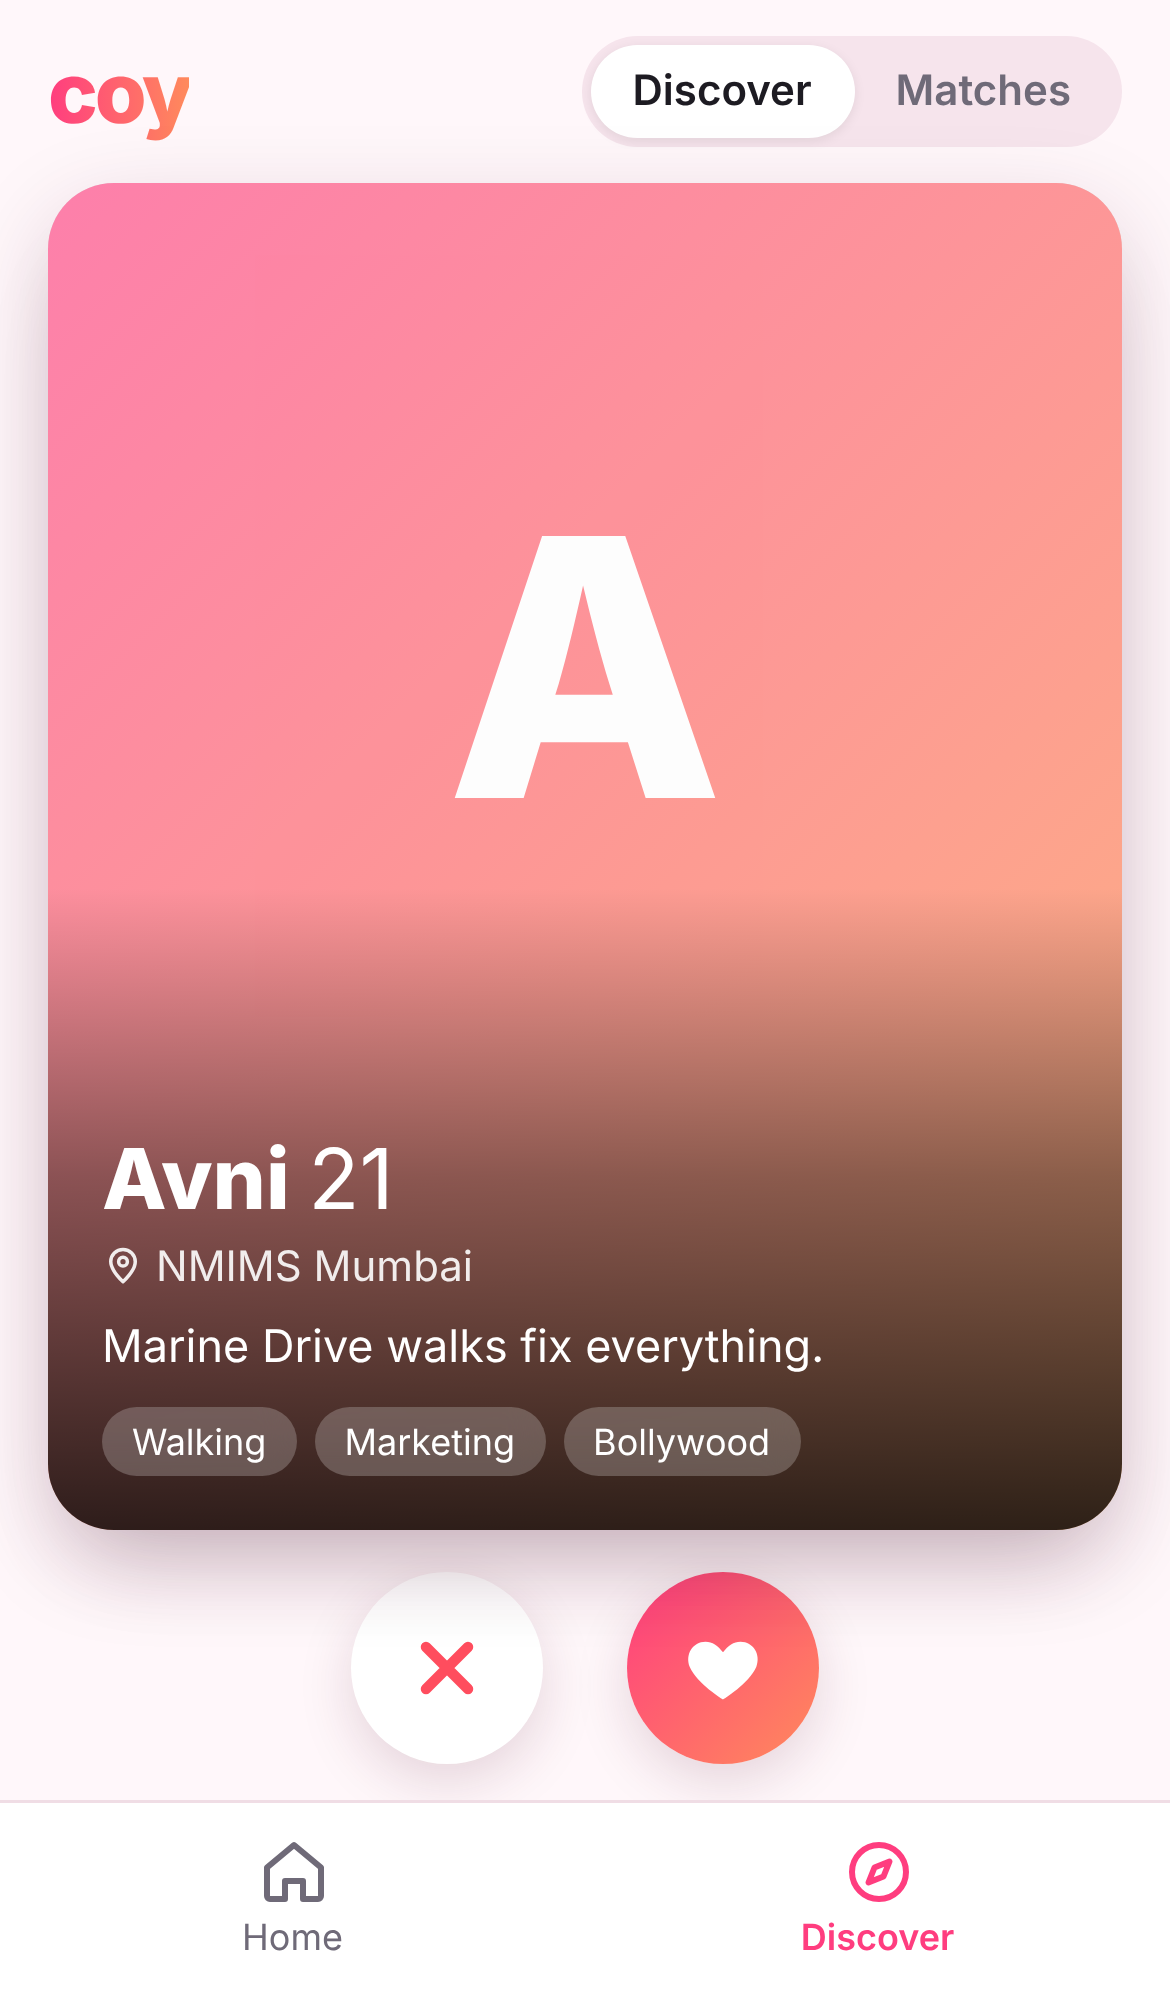 coy
Discover Matches
A
Avni 21
NMIMS Mumbai
Marine Drive walks fix everything.
Walking Marketing Bollywood
Home Discover